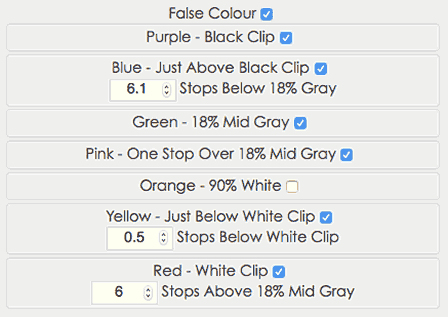 False Colour
Purple - Black Clip
Blue - Just Above Black Clip
6.1 Stops Below 18% Gray
Green - 18% Mid Gray
Pink - One Stop Over 18% Mid Gray
Orange - 90% White
Yellow - Just Below White Clip
0.5 Stops Below White Clip
Red - White Clip
6 Stops Above 18% Mid Gray